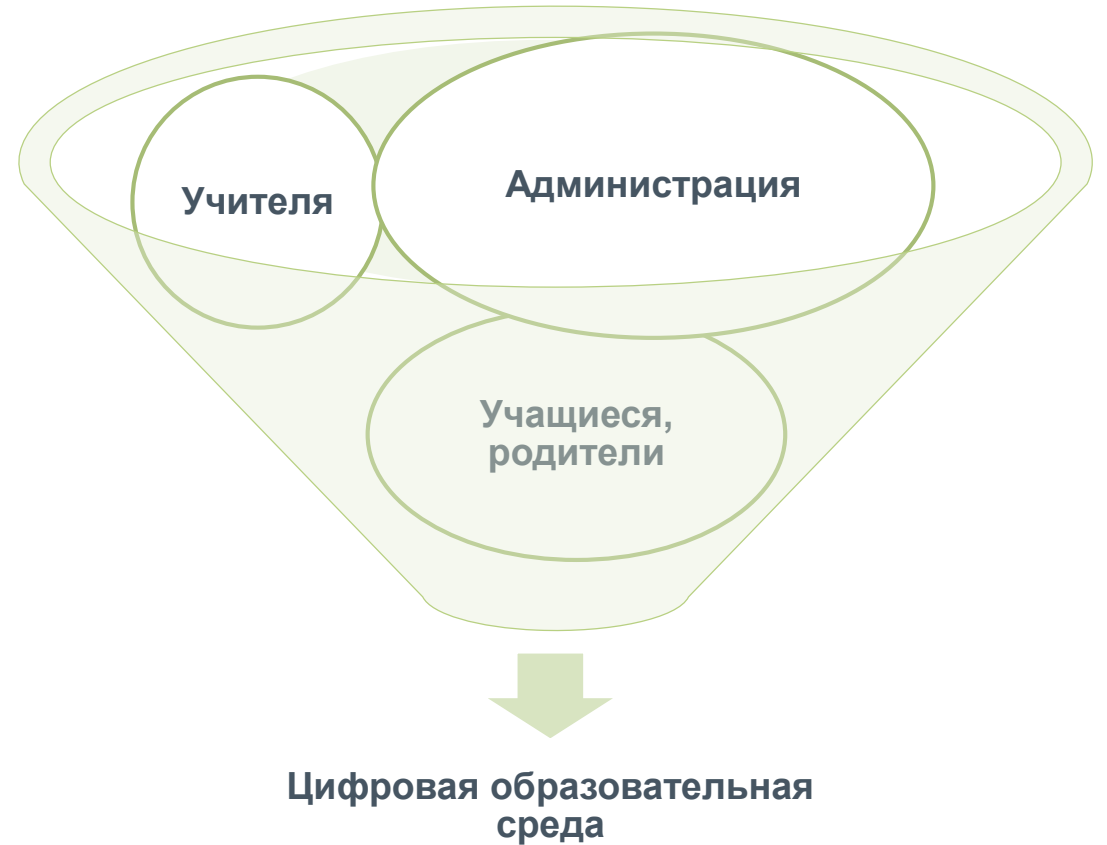 Учителя
Администрация
Учащиеся,
родители
Цифровая образовательная
среда